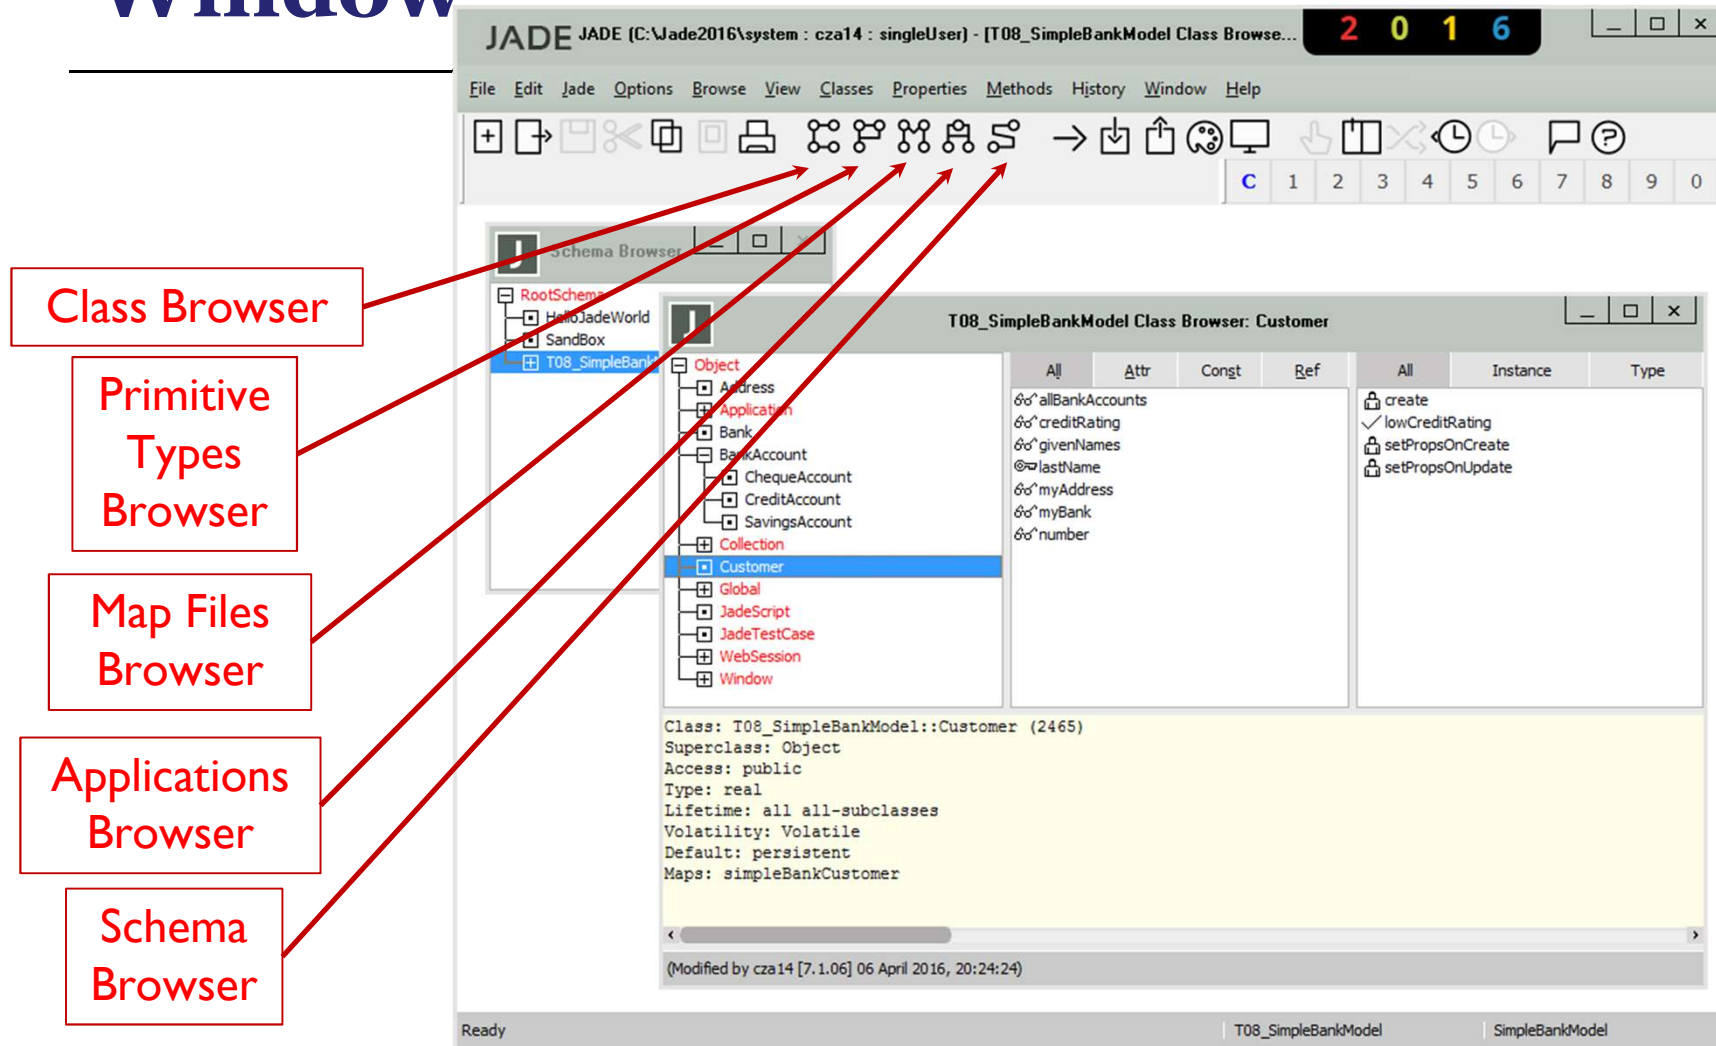 Window
JADE JADE (C:\Jade2016\system : cza14 : singleUser) - [T08_SimpleBankModel Class Browse...
2 0 1 6
File Edit Jade Options Browse View Classes Properties Methods History Window Help
C 1 2 3 4 5 6 7 8 9 0
Class Browser
Primitive
Types
Browser
Map Files
Browser
Applications
Browser
Schema
Browser
J
Schema Browser
RootSchema
HelloJadeWorld
SandBox
T08_SimpleBank
J
T08_SimpleBankModel Class Browser: Customer
Object
Address
Application
Bank
BankAccount
ChequeAccount
CreditAccount
SavingsAccount
Collection
Customer
Global
JadeScript
JadeTestCase
WebSession
Window
All Attr Const Ref
allBankAccounts
creditRating
givenNames
lastName
myAddress
myBank
number
All Instance Type
create
lowCreditRating
setPropsOnCreate
setPropsOnUpdate
Class: T08_SimpleBankModel::Customer (2465)
Superclass: Object
Access: public
Type: real
Lifetime: all all-subclasses
Volatility: Volatile
Default: persistent
Maps: simpleBankCustomer
(Modified by cza14 [7.1.06] 06 April 2016, 20:24:24)
Ready T08_SimpleBankModel SimpleBankModel